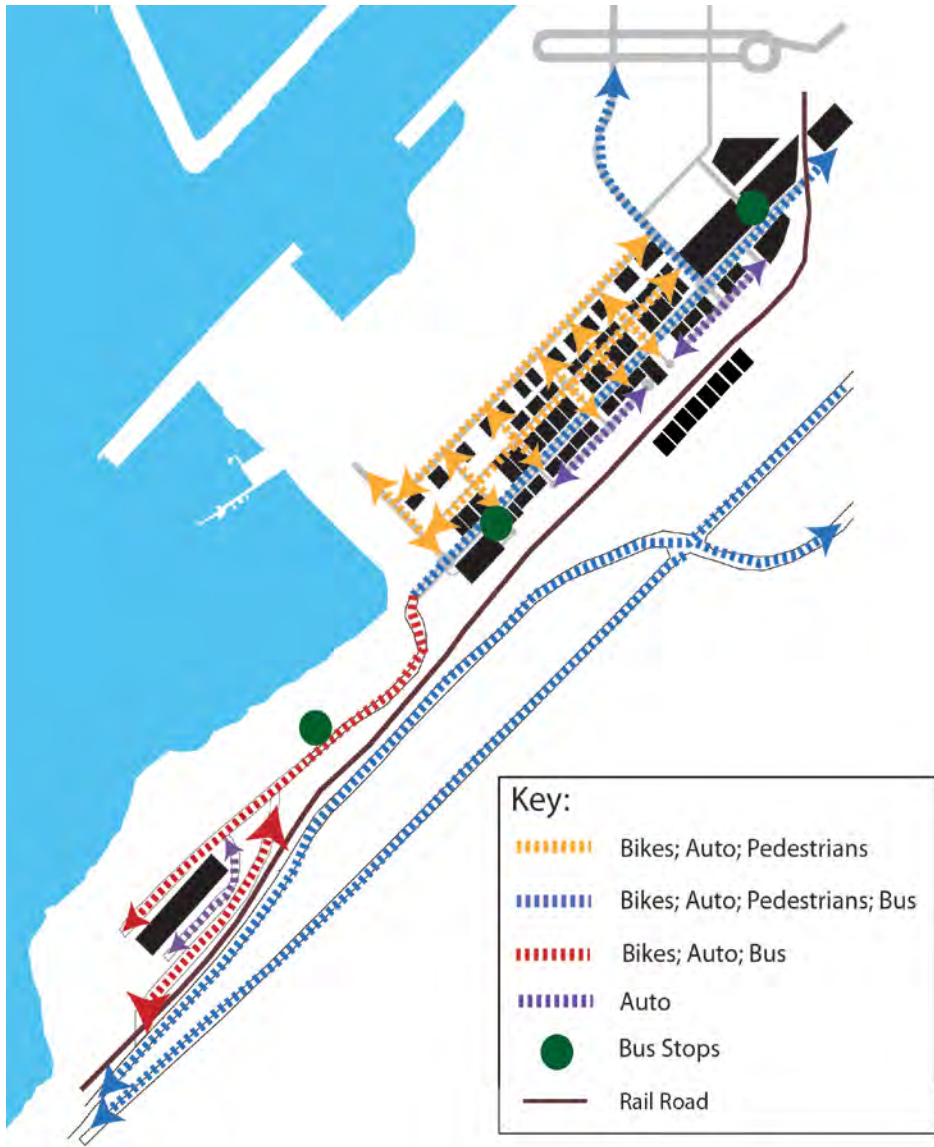 Key:
Bikes; Auto; Pedestrians
Bikes; Auto; Pedestrians; Bus
Bikes; Auto; Bus
Auto
Bus Stops
Rail Road